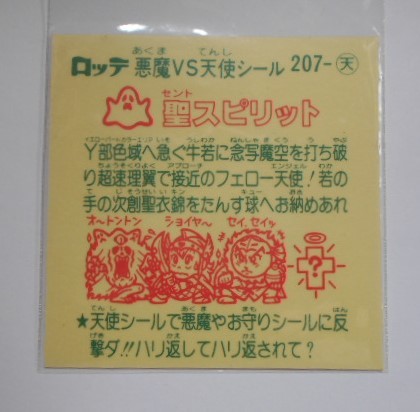 ロッテ 悪魔VS天使シール 207-天
聖スピリット
Y部色域へ急ぐ牛若に念写魔空を打ち破
り超速理翼で接近のフェロー天使!若の
手の次創聖衣錦をたんす球へお納めあれ
オ〜トントン ショイヤ〜 セイ、セイッ
?
★天使シールで悪魔やお守りシールに反
撃ダ!!ハリ返してハリ返されて?